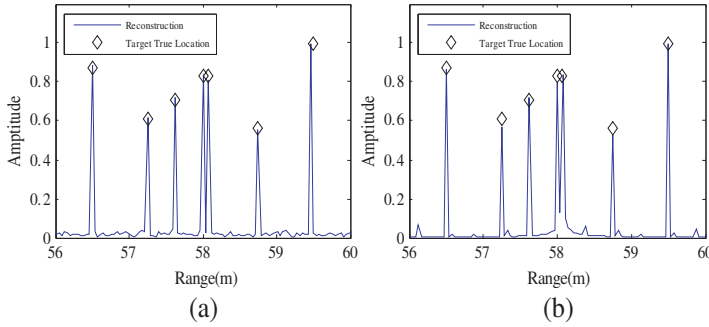 Reconstruction
Target True Location
1
0.8
0.6
0.4
0.2
0
Amptitude
56
57
58
59
60
Range(m)
(a)
Reconstruction
Target True Location
1
0.8
0.6
0.4
0.2
0
Amptitude
56
57
58
59
60
Range(m)
(b)